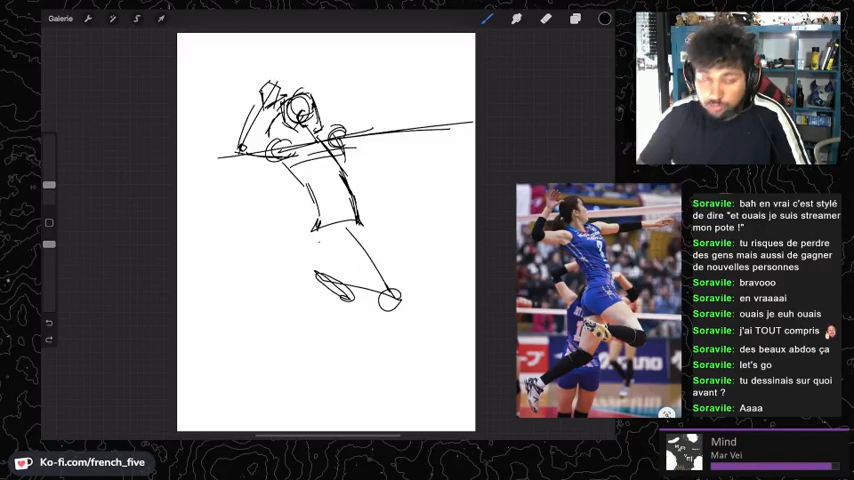 Galerie
Soravile: bah en vrai c'est stylé
de dire "et ouais je suis streamer
mon pote !"
Soravile: tu risques de perdre
des gens mais aussi de gagner
de nouvelles personnes
Soravile: bravooo
Soravile: en vraaaai
Soravile: ouais je euh ouais
Soravile: j'ai TOUT compris
Soravile: des beaux abdos ça
Soravile: let's go
Soravile: tu dessinais sur quoi
avant ?
Soravile: Aaaa
Mind
Mar Vei
Ko-fi.com/french_five